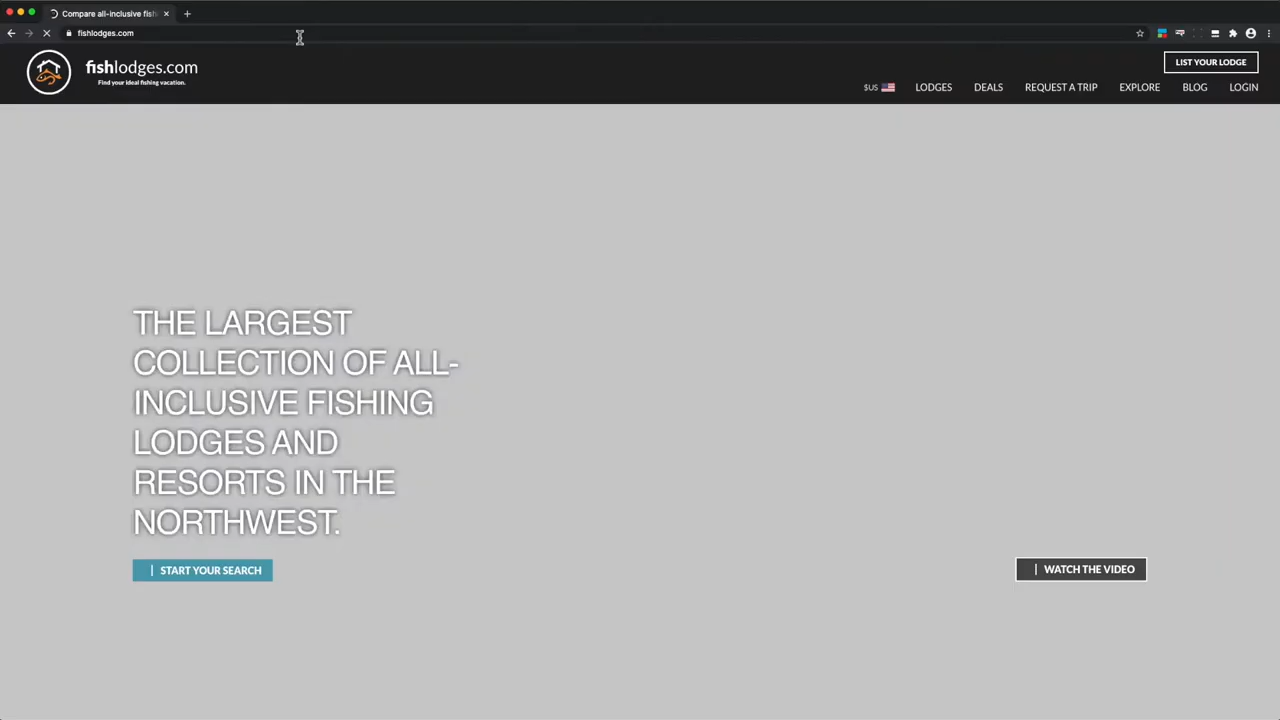 Compare all-inclusive fish
fishlodges.com
fishlodges.com
Find your ideal fishing vacation.
LIST YOUR LODGE
$US
LODGES
DEALS
REQUEST A TRIP
EXPLORE
BLOG
LOGIN
THE LARGEST
COLLECTION OF ALL-
INCLUSIVE FISHING
LODGES AND
RESORTS IN THE
NORTHWEST.
START YOUR SEARCH
WATCH THE VIDEO